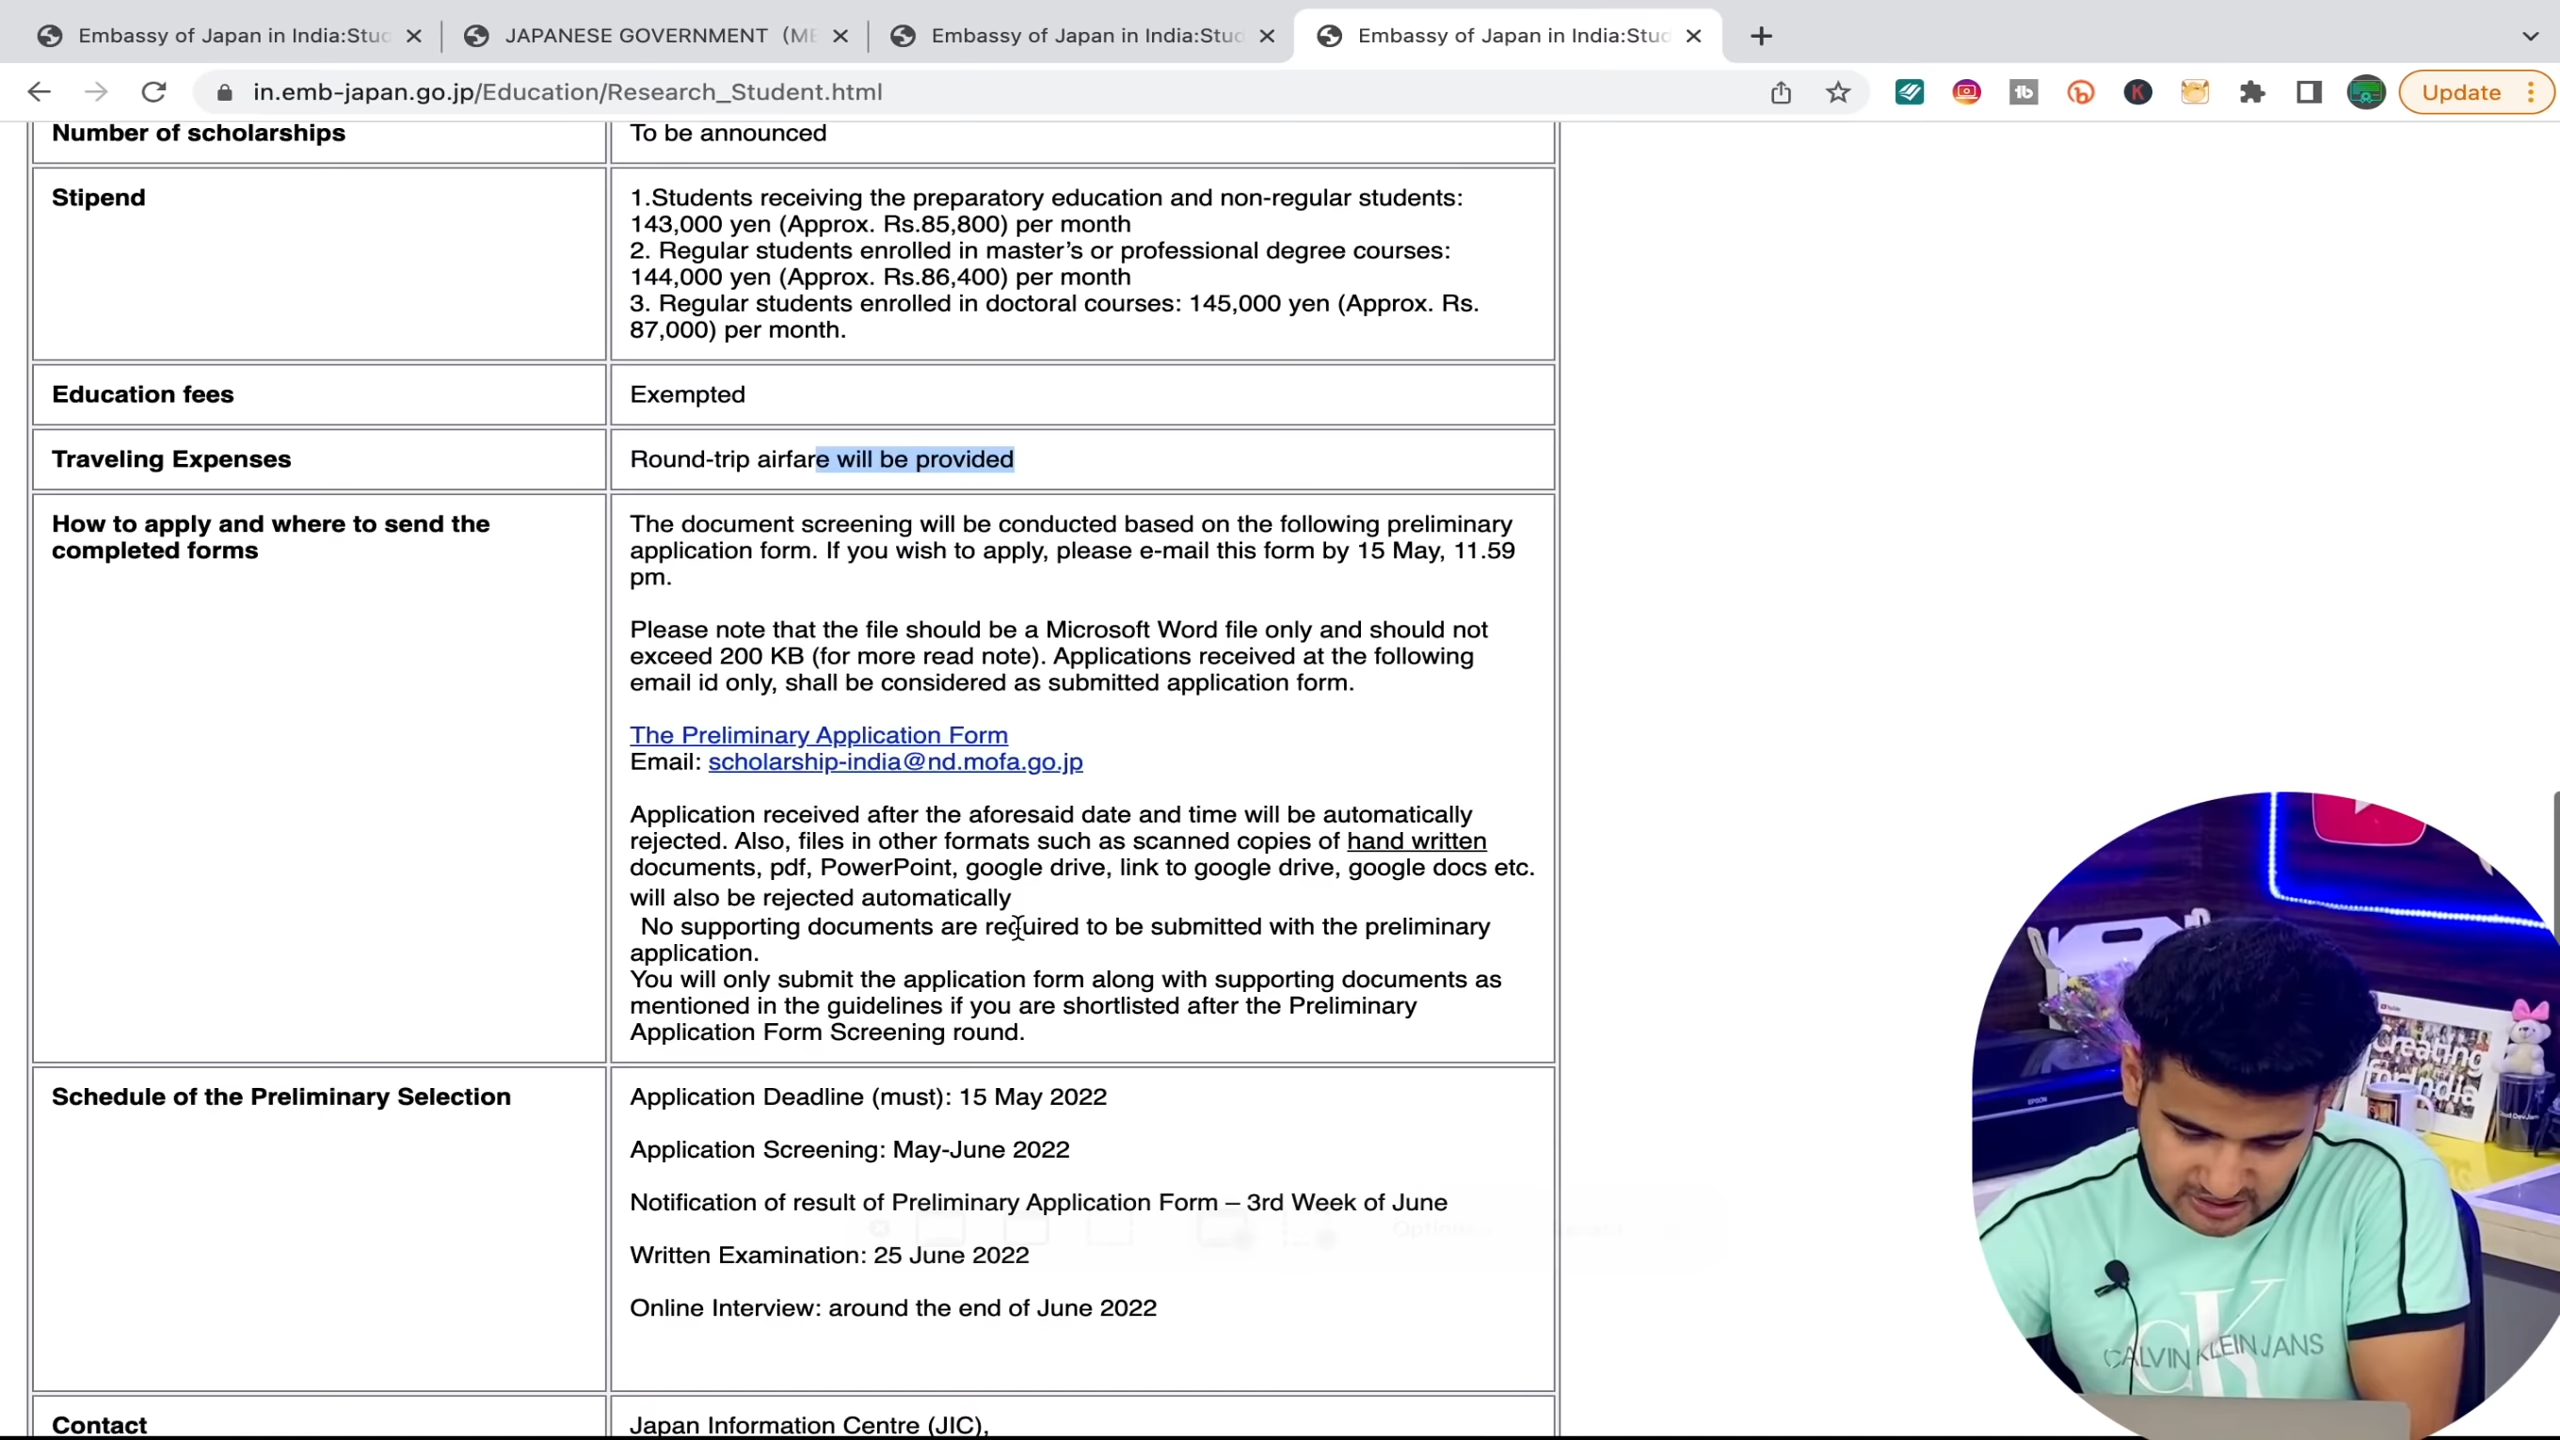 Embassy of Japan in India:Stud
JAPANESE GOVERNMENT (ME
Embassy of Japan in India:Stud
Embassy of Japan in India:Stud
in.emb-japan.go.jp/Education/Research_Student.html
Update
Number of scholarships
To be announced
Stipend
1.Students receiving the preparatory education and non-regular students:
143,000 yen (Approx. Rs.85,800) per month
2. Regular students enrolled in master’s or professional degree courses:
144,000 yen (Approx. Rs.86,400) per month
3. Regular students enrolled in doctoral courses: 145,000 yen (Approx. Rs.
87,000) per month.
Education fees
Exempted
Traveling Expenses
Round-trip airfare will be provided
How to apply and where to send the
completed forms
The document screening will be conducted based on the following preliminary
application form. If you wish to apply, please e-mail this form by 15 May, 11.59
pm.
Please note that the file should be a Microsoft Word file only and should not
exceed 200 KB (for more read note). Applications received at the following
email id only, shall be considered as submitted application form.
The Preliminary Application Form
Email: scholarship-india@nd.mofa.go.jp
Application received after the aforesaid date and time will be automatically
rejected. Also, files in other formats such as scanned copies of hand written
documents, pdf, PowerPoint, google drive, link to google drive, google docs etc.
will also be rejected automatically
No supporting documents are required to be submitted with the preliminary
application.
You will only submit the application form along with supporting documents as
mentioned in the guidelines if you are shortlisted after the Preliminary
Application Form Screening round.
Schedule of the Preliminary Selection
Application Deadline (must): 15 May 2022
Application Screening: May-June 2022
Notification of result of Preliminary Application Form – 3rd Week of June
Written Examination: 25 June 2022
Online Interview: around the end of June 2022
Contact
Japan Information Centre (JIC),
Creating
for India
EPSON
CK
CALVIN KLEIN JEANS